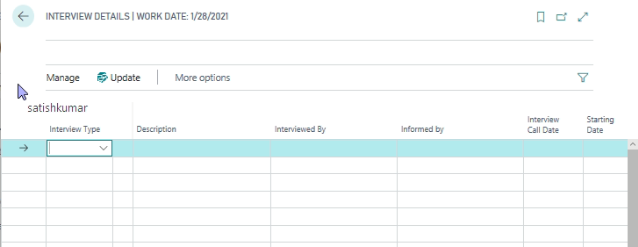 INTERVIEW DETAILS | WORK DATE: 1/28/2021
Manage Update More options
satishkumar
Interview Type Description Interviewed By Informed by Interview Call Date Starting Date